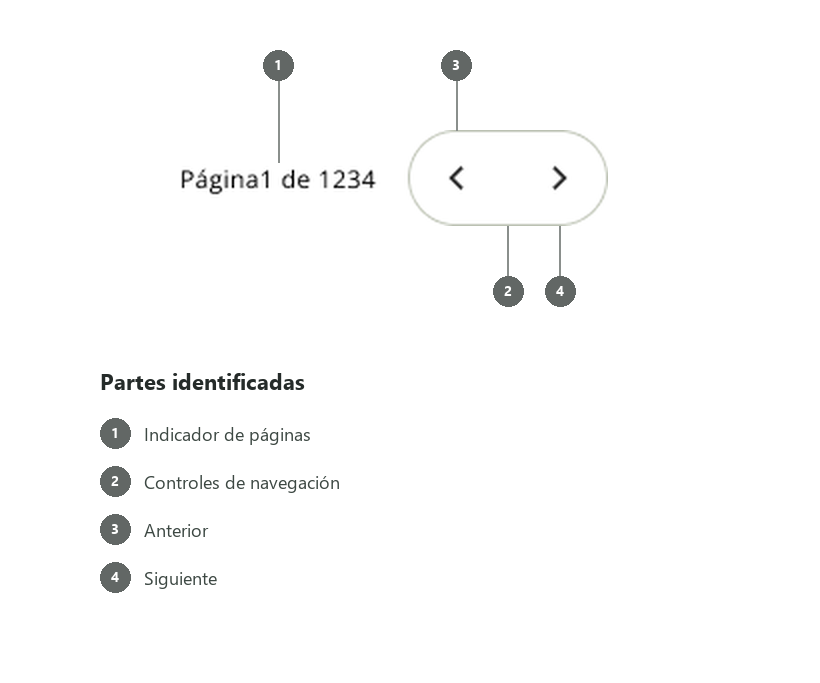 1 3
Página1 de 1234
2 4
Partes identificadas
1 Indicador de páginas
2 Controles de navegación
3 Anterior
4 Siguiente